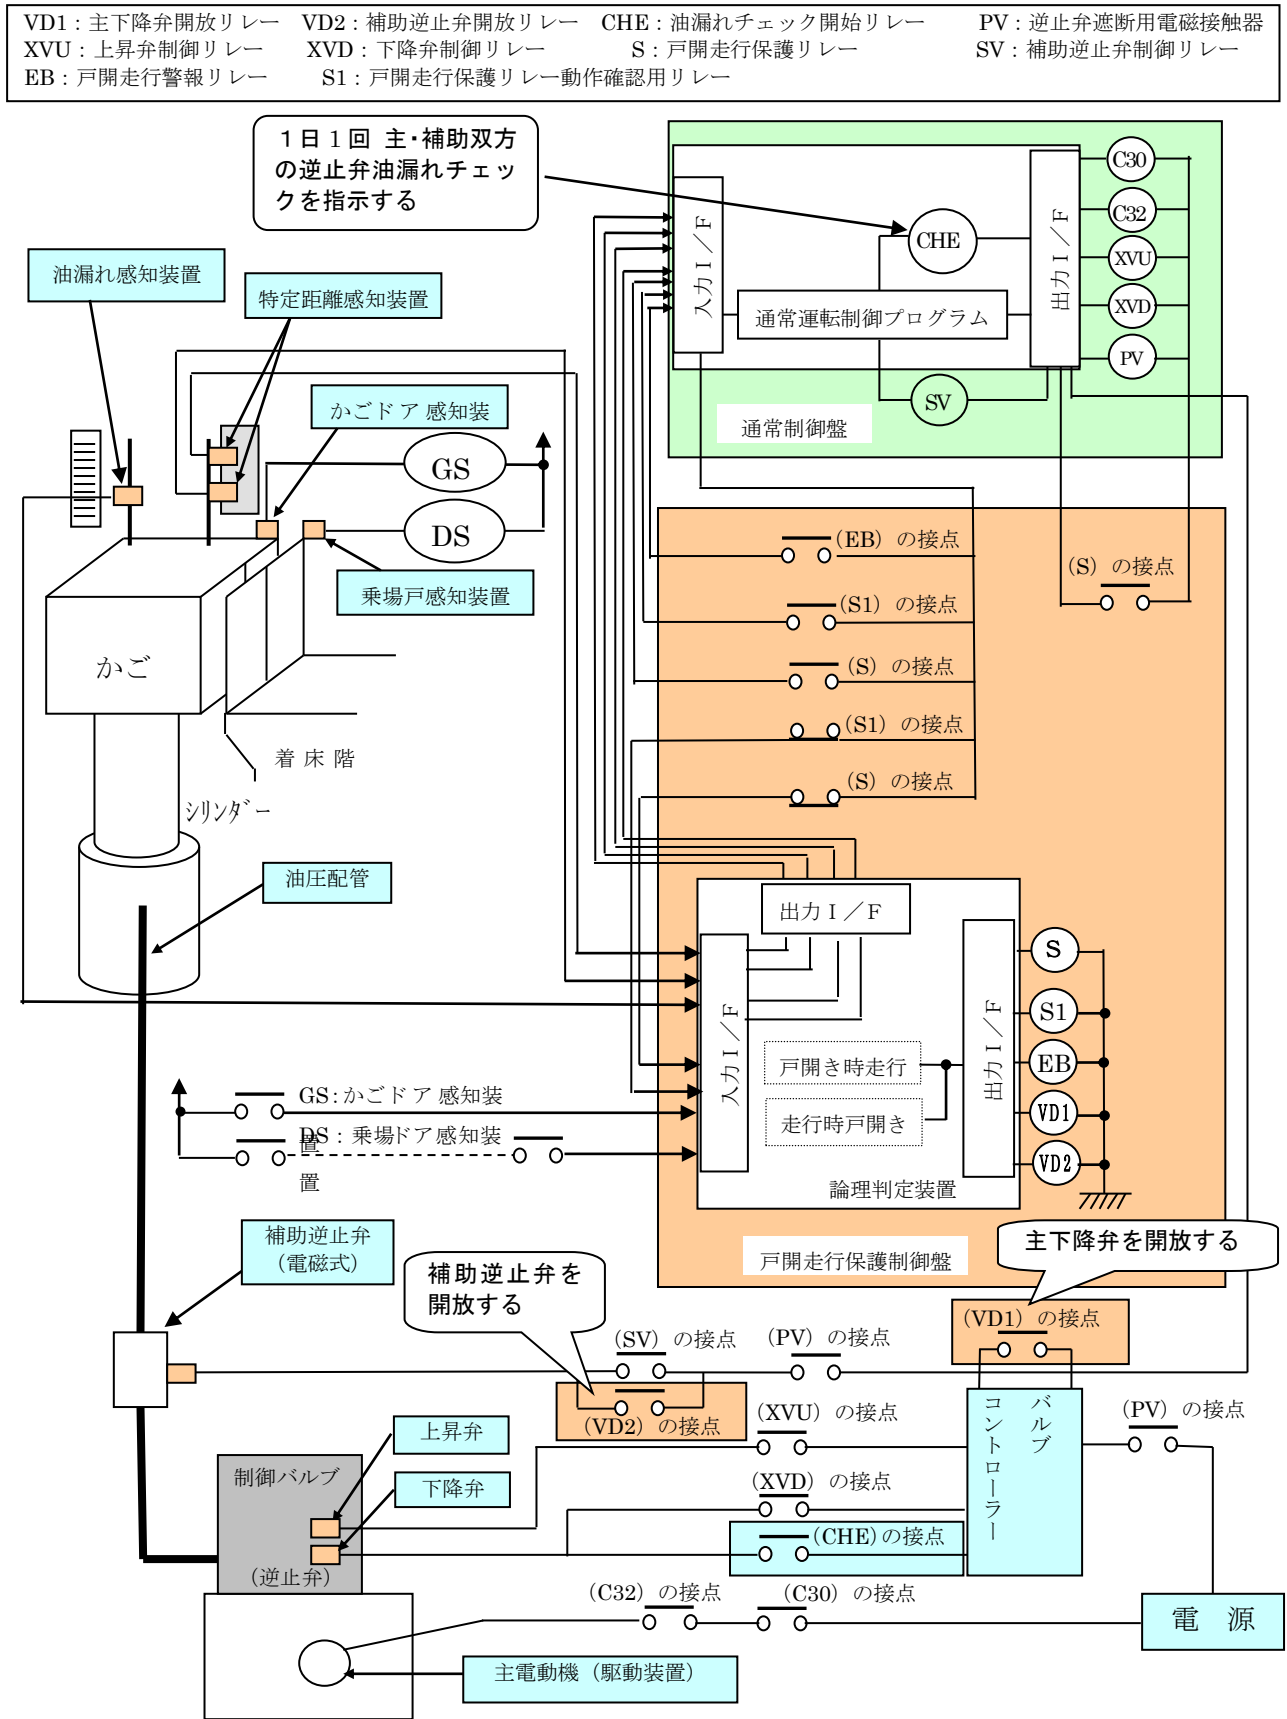 VD1：主下降弁開放リレー　VD2：補助逆止弁開放リレー　CHE：油漏れチェック開始リレー　PV：逆止弁遮断用電磁接触器
XVU：上昇弁制御リレー　XVD：下降弁制御リレー　S：戸開走行保護リレー　SV：補助逆止弁制御リレー
EB：戸開走行警報リレー　S1：戸開走行保護リレー動作確認用リレー
１日１回 主・補助双方
の逆止弁油漏れチェッ
クを指示する
C30
C32
XVU
XVD
PV
CHE
SV
入力Ｉ／Ｆ
出力Ｉ／Ｆ
通常運転制御プログラム
通常制御盤
油漏れ感知装置
特定距離感知装置
かごドア 感知装
GS
DS
乗場戸感知装置
かご
着 床 階
シリンダー
油圧配管
(EB) の接点
(S1) の接点
(S) の接点
(S1) の接点
(S) の接点
(S) の接点
出力Ｉ／Ｆ
入力Ｉ／Ｆ
出力Ｉ／Ｆ
戸開き時走行
走行時戸開き
論理判定装置
S
S1
EB
VD1
VD2
戸開走行保護制御盤
GS：かごドア 感知装
置
DS：乗場ドア感知装
置
補助逆止弁
（電磁式）
補助逆止弁を
開放する
主下降弁を開放する
(VD1) の接点
(SV) の接点
(PV) の接点
(VD2) の接点
(XVU) の接点
(XVD) の接点
(CHE) の接点
バルブ
コントローラー
(PV) の接点
上昇弁
下降弁
制御バルブ
（逆止弁）
(C32) の接点
(C30) の接点
電　源
主電動機（駆動装置）